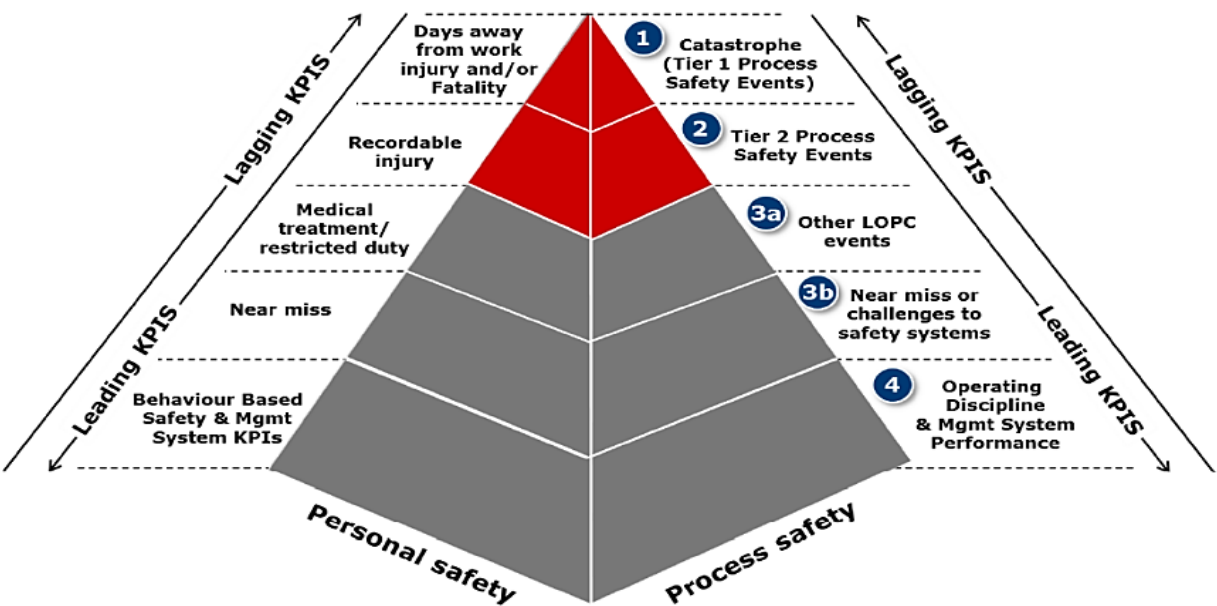 Lagging KPIS
Leading KPIS
Days away
from work
injury and/or
Fatality
Recordable
injury
Medical
treatment/
restricted duty
Near miss
Behaviour Based
Safety & Mgmt
System KPIs
Personal safety
1
Catastrophe
(Tier 1 Process
Safety Events)
2
Tier 2 Process
Safety Events
3a
Other LOPC
events
3b
Near miss or
challenges to
safety systems
4
Operating
Discipline
& Mgmt System
Performance
Process safety
Lagging KPIS
Leading KPIS